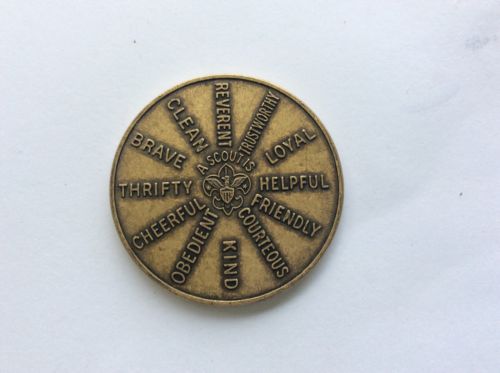 A SCOUT IS
TRUSTWORTHY
LOYAL
HELPFUL
FRIENDLY
COURTEOUS
KIND
OBEDIENT
CHEERFUL
THRIFTY
BRAVE
CLEAN
REVERENT